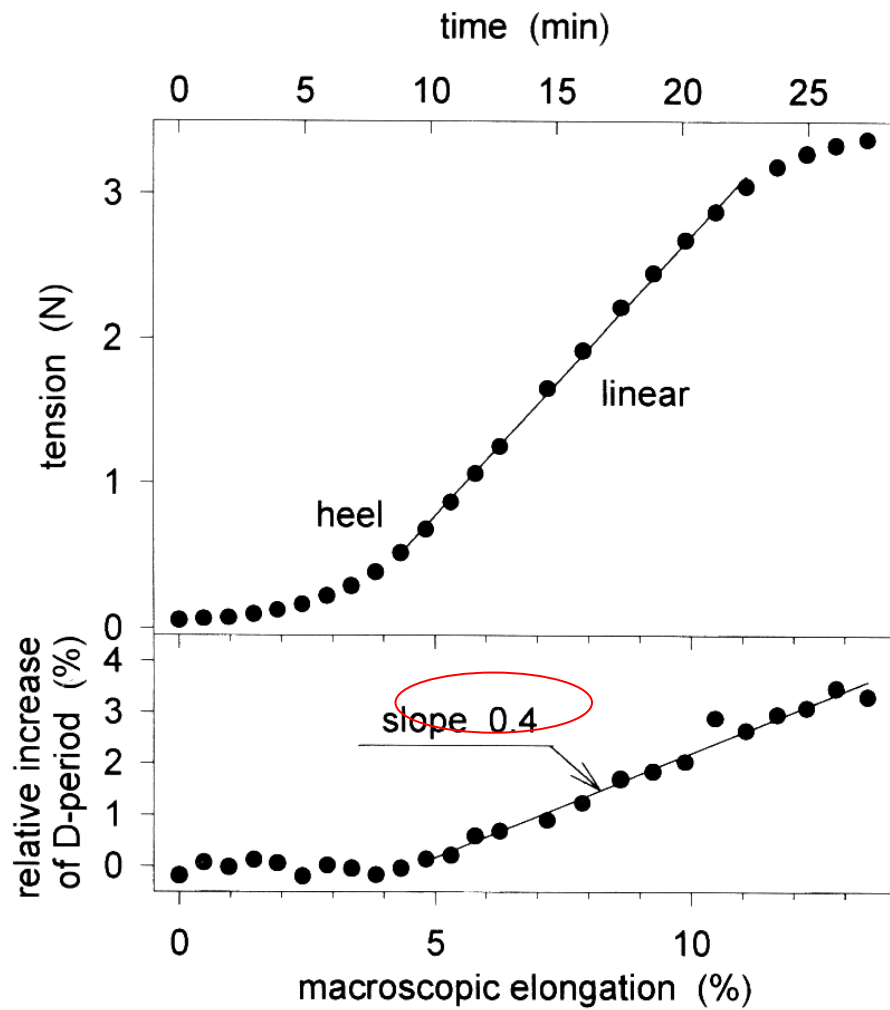 time (min)
0 5 10 15 20 25
3
2
1
0
tension (N)
heel
linear
4
3
2
1
0
relative increase
of D-period (%)
slope 0.4
0 5 10
macroscopic elongation (%)